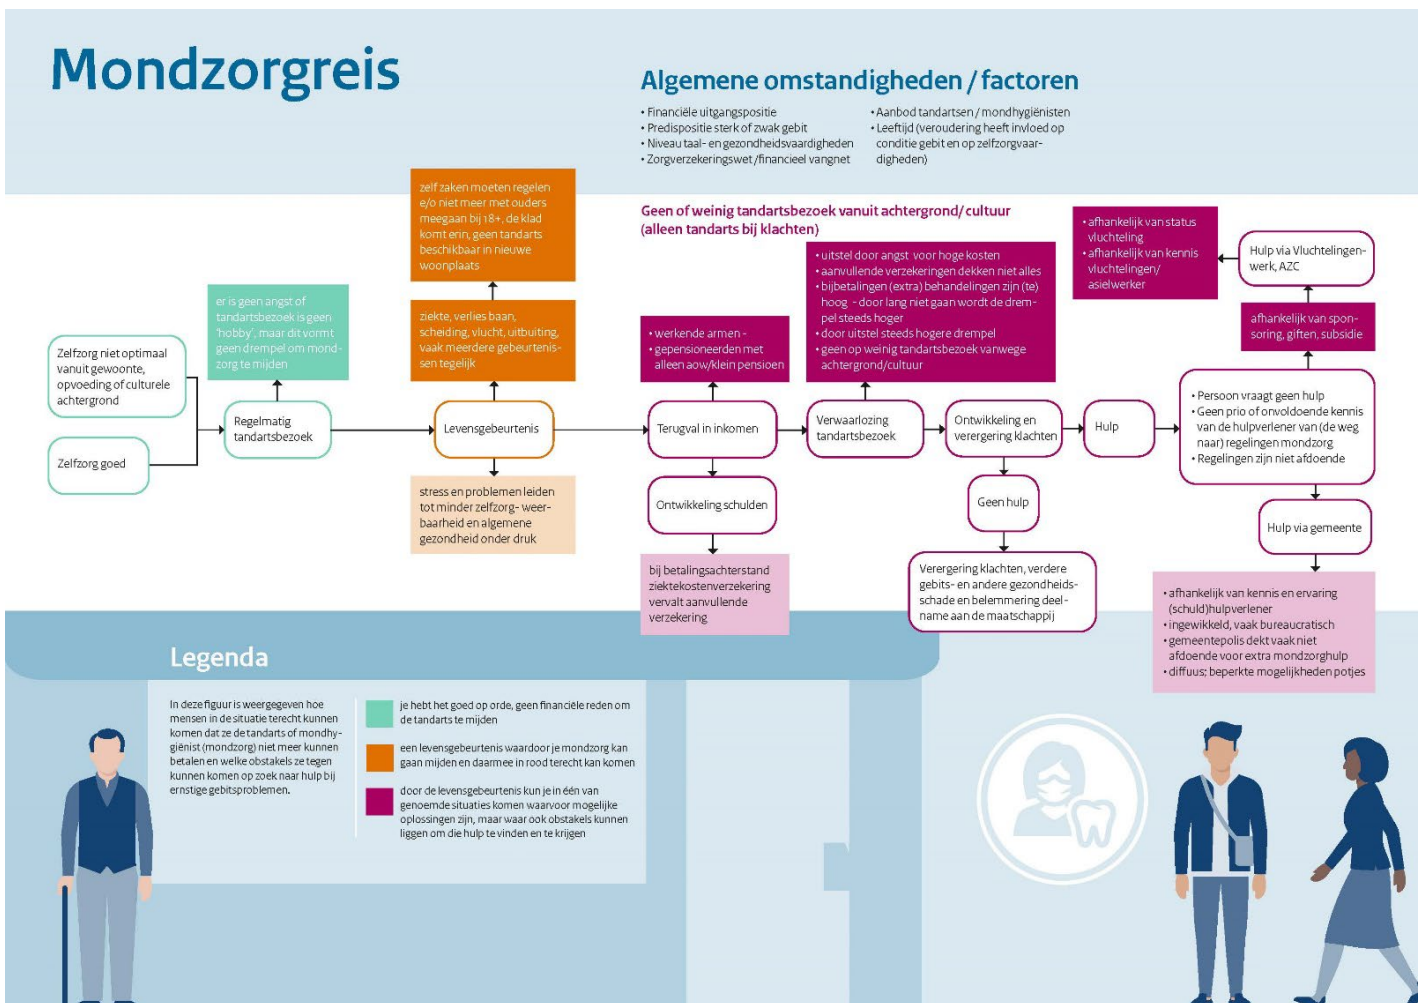 Mondzorgreis
Algemene omstandigheden / factoren
• Financiële uitgangspositie
• Predispositie sterk of zwak gebit
• Niveau taal- en gezondheidsvaardigheden
• Zorgverzekeringswet /financieel vangnet
• Aanbod tandartsen / mondhygiënisten
• Leeftijd (veroudering heeft invloed op
conditie gebit en op zelfzorgvaar-
digheden)
zelf zaken moeten regelen
e/o niet meer met ouders
meegaan bij 18+, de klad
komt erin, geen tandarts
beschikbaar in nieuwe
woonplaats
Geen of weinig tandartsbezoek vanuit achtergrond/ cultuur
(alleen tandarts bij klachten)
• afhankelijk van status
vluchteling
• afhankelijk van kennis
vluchtelingen/
asielwerker
Hulp via Vluchtelingen-
werk, AZC
• uitstel door angst voor hoge kosten
• aanvullende verzekeringen dekken niet alles
• bijbetalingen (extra) behandelingen zijn (te)
hoog - door lang niet gaan wordt de drem-
pel steeds hoger
• door uitstel steeds hogere drempel
• geen op weinig tandartsbezoek vanwege
achtergrond/cultuur
er is geen angst of
tandartsbezoek is geen
'hobby', maar dit vormt
geen drempel om mond-
zorg te mijden
ziekte, verlies baan,
scheiding, vlucht, uitbuiting,
vaak meerdere gebeurtenis-
sen tegelijk
• werkende armen -
• gepensioneerden met
alleen aow/klein pensioen
afhankelijk van spon-
soring, giften, subsidie
Zelfzorg niet optimaal
vanuit gewoonte,
opvoeding of culturele
achtergrond
Zelfzorg goed
Regelmatig
tandartsbezoek
Levensgebeurtenis
Terugval in inkomen
Verwaarlozing
tandartsbezoek
Ontwikkeling en
verergering klachten
Hulp
• Persoon vraagt geen hulp
• Geen prio of onvoldoende kennis
van de hulpverlener van (de weg
naar) regelingen mondzorg
• Regelingen zijn niet afdoende
stress en problemen leiden
tot minder zelfzorg- weer-
baarheid en algemene
gezondheid onder druk
Ontwikkeling schulden
Geen hulp
Hulp via gemeente
bij betalingsachterstand
ziektekostenverzekering
vervalt aanvullende
verzekering
Verergering klachten, verdere
gebits- en andere gezondheids-
schade en belemmering deel-
name aan de maatschappij
• afhankelijk van kennis en ervaring
(schuld)hulpverlener
• ingewikkeld, vaak bureaucratisch
• gemeentepolis dekt vaak niet
afdoende voor extra mondzorghulp
• diffuus; beperkte mogelijkheden potjes
Legenda
In deze figuur is weergegeven hoe
mensen in de situatie terecht kunnen
komen dat ze de tandarts of mondhy-
giënist (mondzorg) niet meer kunnen
betalen en welke obstakels ze tegen
kunnen komen op zoek naar hulp bij
ernstige gebitsproblemen.
je hebt het goed op orde, geen financiële reden om
de tandarts te mijden
een levensgebeurtenis waardoor je mondzorg kan
gaan mijden en daarmee in rood terecht kan komen
door de levensgebeurtenis kun je in één van
genoemde situaties komen waarvoor mogelijke
oplossingen zijn, maar waar ook obstakels kunnen
liggen om die hulp te vinden en te krijgen